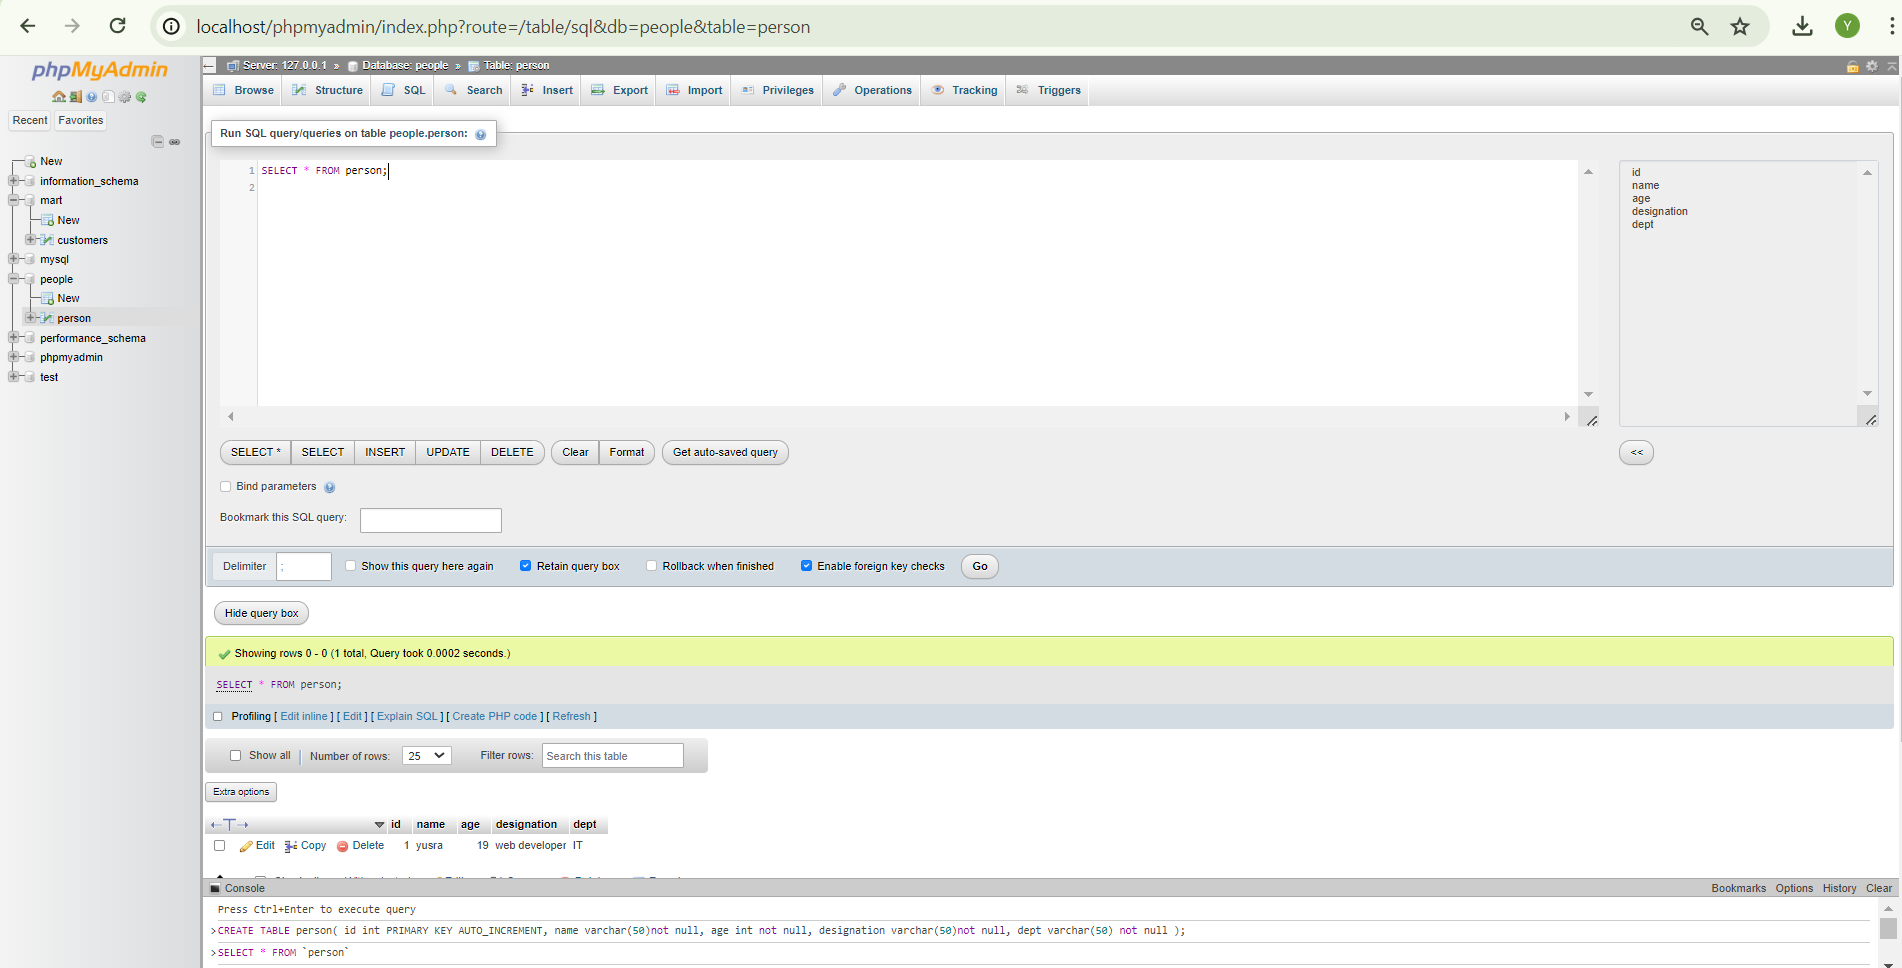 localhost/phpmyadmin/index.php?route=/table/sql&db=people&table=person
Y
phpMyAdmin
Recent Favorites
New
information_schema
mart
New
customers
mysql
people
New
person
performance_schema
phpmyadmin
test
Server: 127.0.0.1 » Database: people » Table: person
Browse Structure SQL Search Insert Export Import Privileges Operations Tracking Triggers
Run SQL query/queries on table people.person:
1 SELECT * FROM person;
2
id
name
age
designation
dept
SELECT * SELECT INSERT UPDATE DELETE Clear Format Get auto-saved query <<
Bind parameters
Bookmark this SQL query:
Delimiter ; Show this query here again Retain query box Rollback when finished Enable foreign key checks Go
Hide query box
Showing rows 0 - 0 (1 total, Query took 0.0002 seconds.)
SELECT * FROM person;
Profiling [ Edit inline ] [ Edit ] [ Explain SQL ] [ Create PHP code ] [ Refresh ]
Show all Number of rows: 25 Filter rows: Search this table
Extra options
←T→ id name age designation dept
Edit Copy Delete 1 yusra 19 web developer IT
Console Bookmarks Options History Clear
Press Ctrl+Enter to execute query
>CREATE TABLE person( id int PRIMARY KEY AUTO_INCREMENT, name varchar(50)not null, age int not null, designation varchar(50)not null, dept varchar(50) not null );
>SELECT * FROM `person`